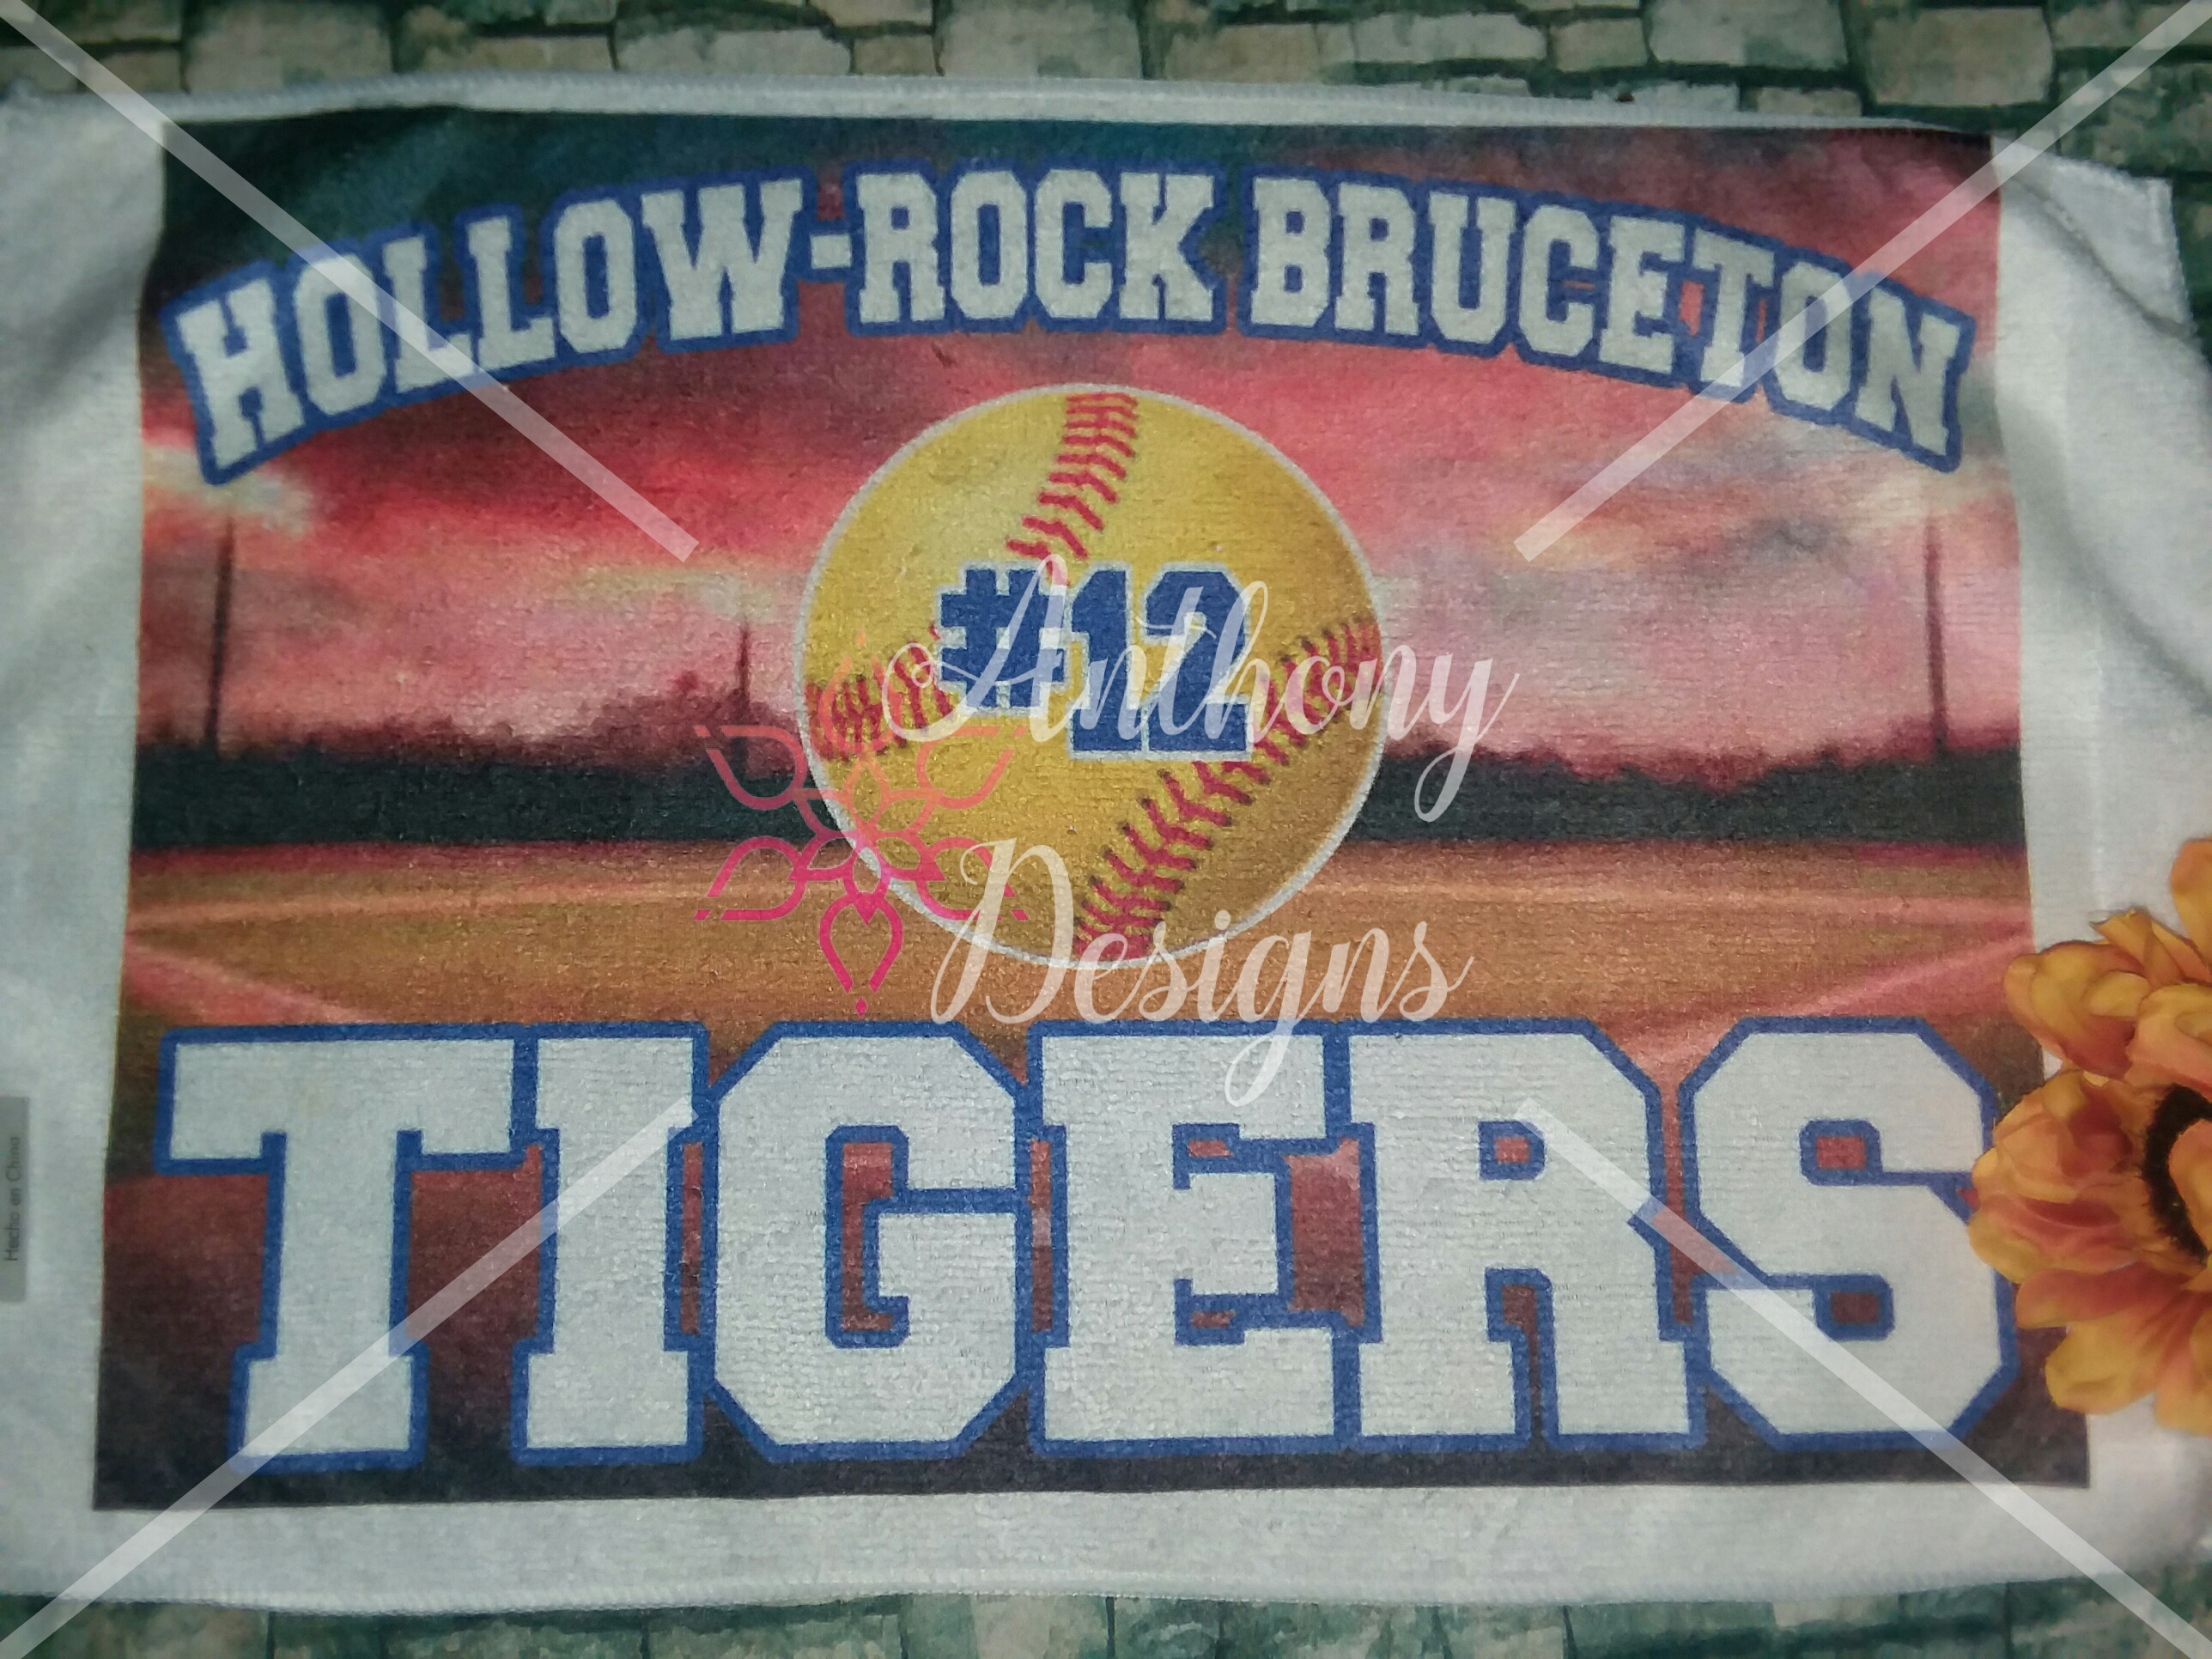 HOLLOW-ROCK BRUCETON
#12
Anthony
Designs
TIGERS
Hecho en China